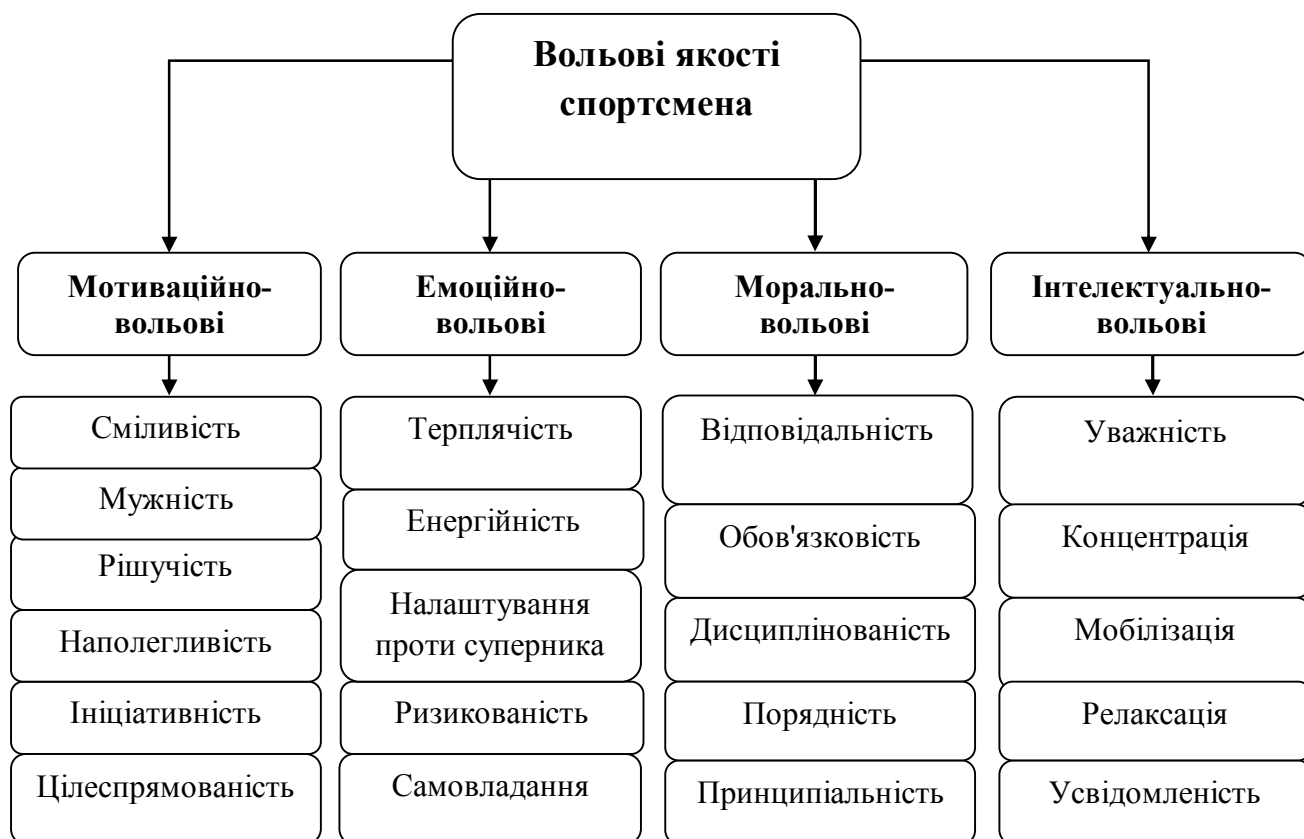 Вольові якості
спортсмена
Мотиваційно-
вольові
Сміливість
Мужність
Рішучість
Наполегливість
Ініціативність
Цілеспрямованість
Емоційно-
вольові
Терплячість
Енергійність
Налаштування
проти суперника
Ризикованість
Самовладання
Морально-
вольові
Відповідальність
Обов'язковість
Дисциплінованість
Порядність
Принципіальність
Інтелектуально-
вольові
Уважність
Концентрація
Мобілізація
Релаксація
Усвідомленість